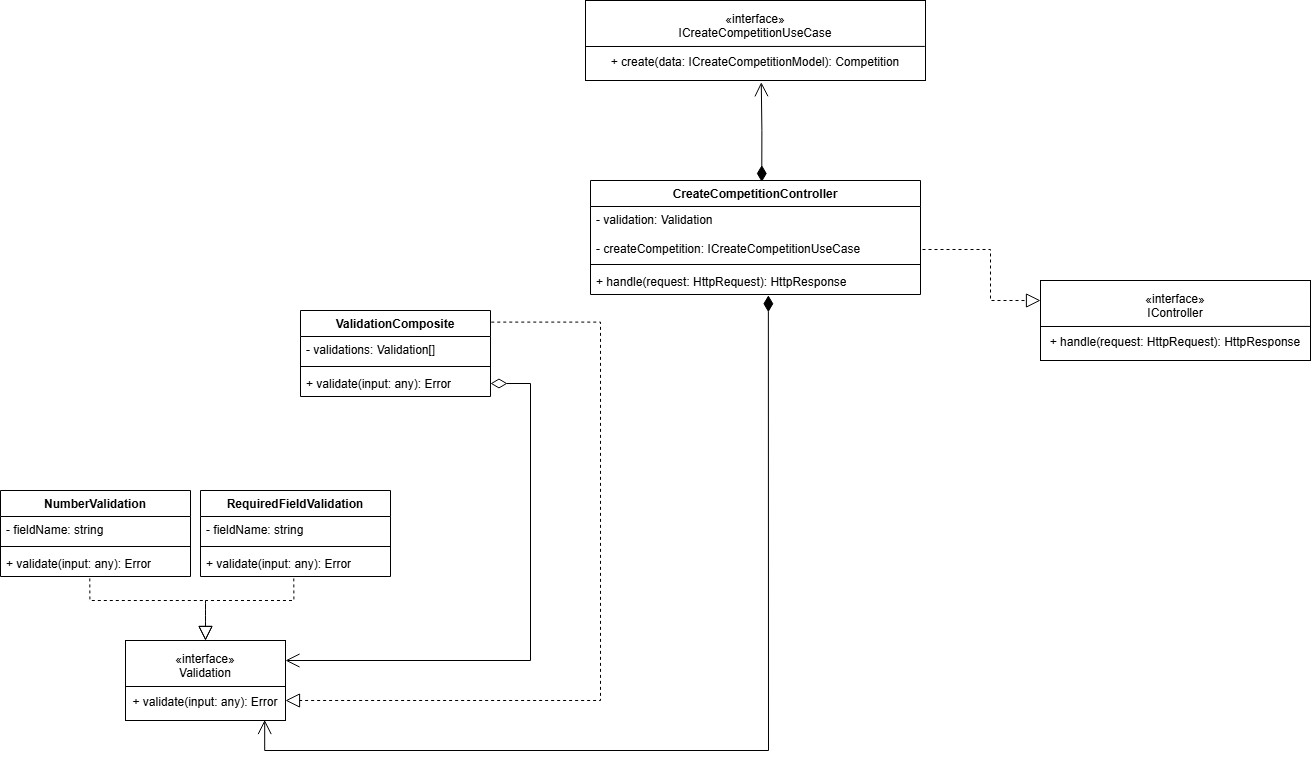 «interface»
ICreateCompetitionUseCase
+ create(data: ICreateCompetitionModel): Competition
CreateCompetitionController
- validation: Validation
- createCompetition: ICreateCompetitionUseCase
+ handle(request: HttpRequest): HttpResponse
«interface»
IController
+ handle(request: HttpRequest): HttpResponse
ValidationComposite
- validations: Validation[]
+ validate(input: any): Error
NumberValidation
- fieldName: string
+ validate(input: any): Error
RequiredFieldValidation
- fieldName: string
+ validate(input: any): Error
«interface»
Validation
+ validate(input: any): Error